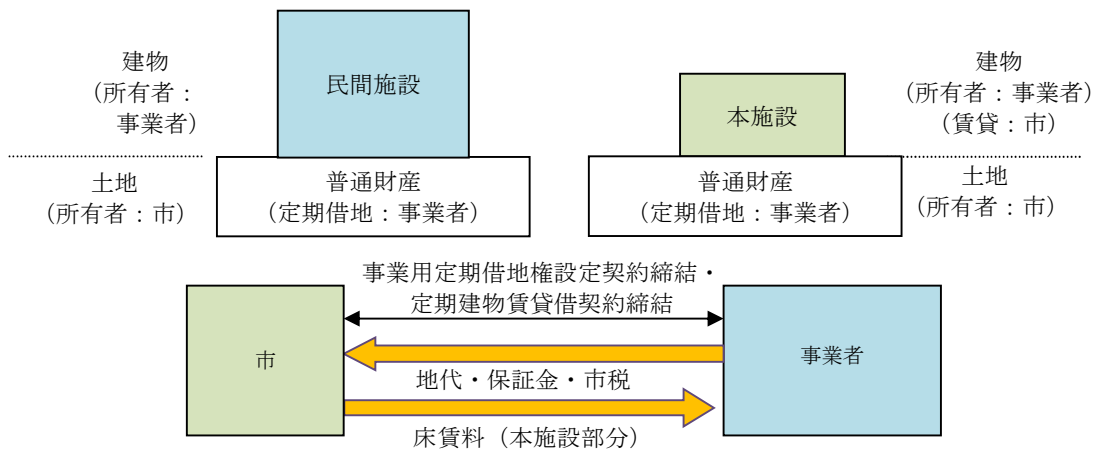 建物
（所有者：
事業者）
民間施設
本施設
建物
（所有者：事業者）
（賃貸：市）
土地
（所有者：市）
普通財産
（定期借地：事業者）
普通財産
（定期借地：事業者）
土地
（所有者：市）
事業用定期借地権設定契約締結・
定期建物賃貸借契約締結
市
事業者
地代・保証金・市税
床賃料（本施設部分）